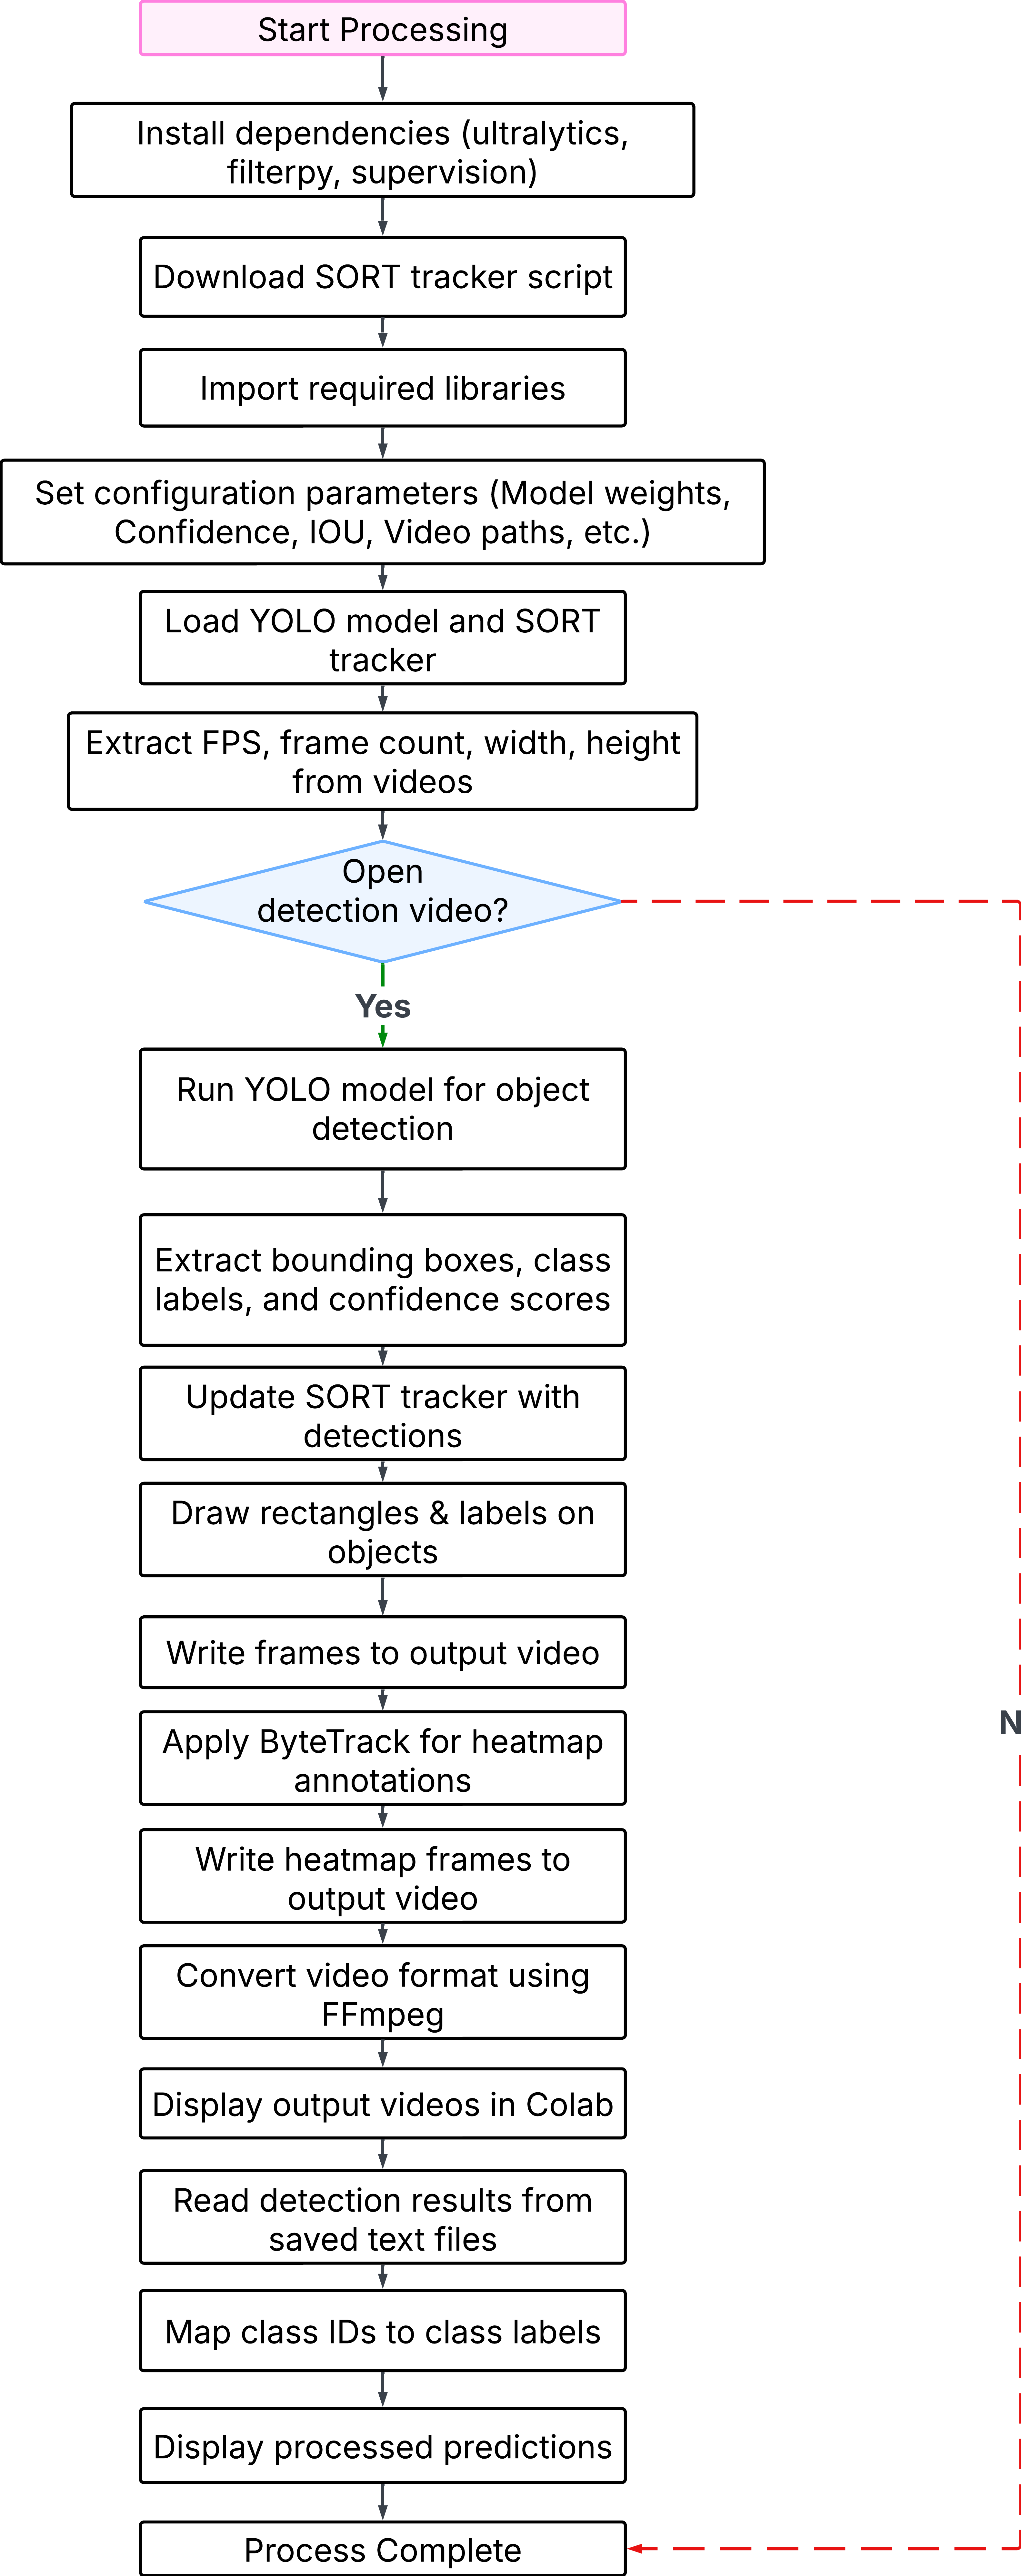 Start Processing
Install dependencies (ultralytics,
filterpy, supervision)
Download SORT tracker script
Import required libraries
Set configuration parameters (Model weights,
Confidence, IOU, Video paths, etc.)
Load YOLO model and SORT
tracker
Extract FPS, frame count, width, height
from videos
Open
detection video?
Yes
Run YOLO model for object
detection
Extract bounding boxes, class
labels, and confidence scores
Update SORT tracker with
detections
Draw rectangles & labels on
objects
Write frames to output video
N
Apply ByteTrack for heatmap
annotations
Write heatmap frames to
output video
Convert video format using
FFmpeg
Display output videos in Colab
Read detection results from
saved text files
Map class IDs to class labels
Display processed predictions
Process Complete